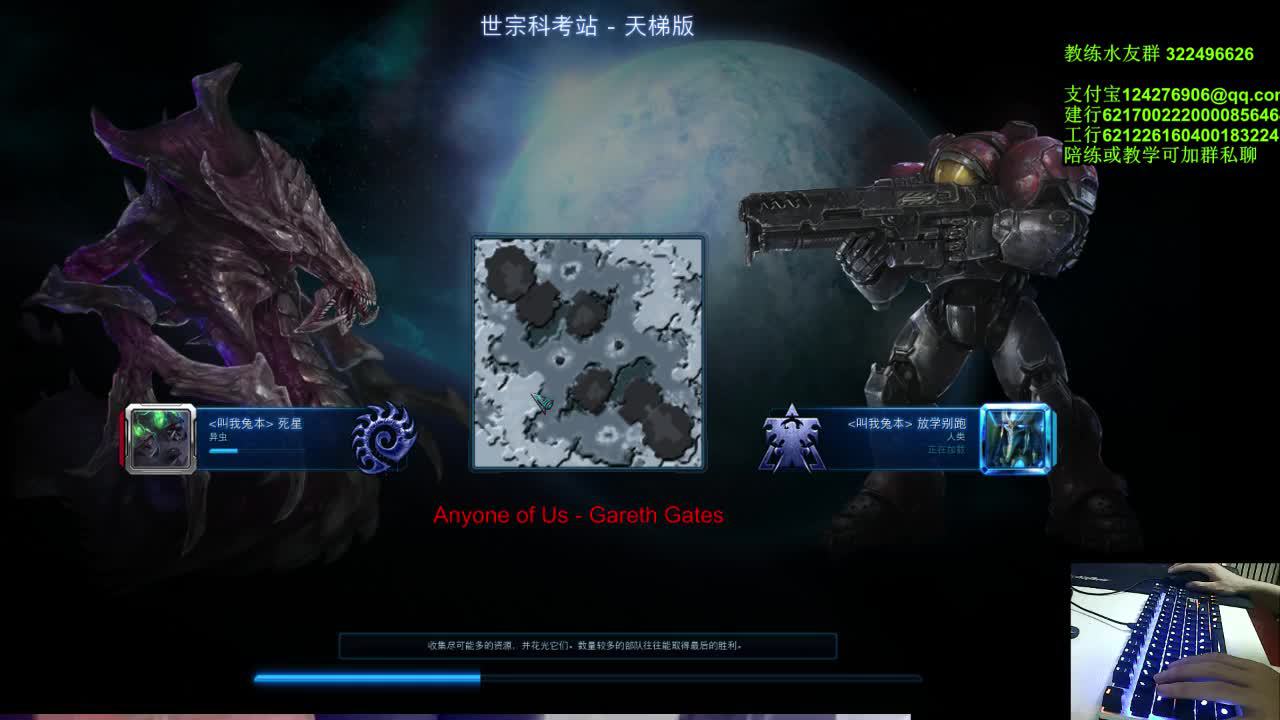 世宗科考站 - 天梯版
教练水友群 322496626
支付宝124276906@qq.com
建行621700222000085646
工行621226160400183224
陪练或教学可加群私聊
<叫我兔本> 死星
异虫
<叫我兔本> 放学别跑
人类
正在加载
Anyone of Us - Gareth Gates
收集尽可能多的资源，并花光它们。数量较多的部队往往能取得最后的胜利。